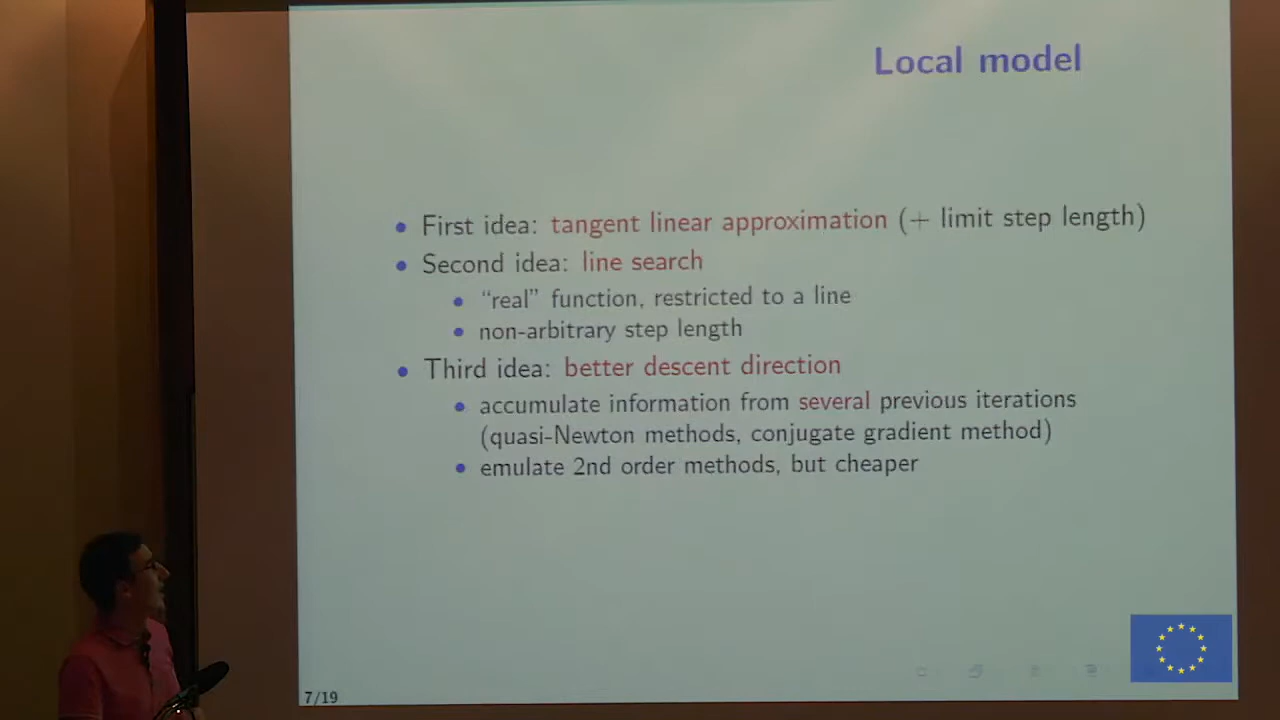 Local model
First idea: tangent linear approximation (+ limit step length)
Second idea: line search
“real” function, restricted to a line
non-arbitrary step length
Third idea: better descent direction
accumulate information from several previous iterations
(quasi-Newton methods, conjugate gradient method)
emulate 2nd order methods, but cheaper
7/19